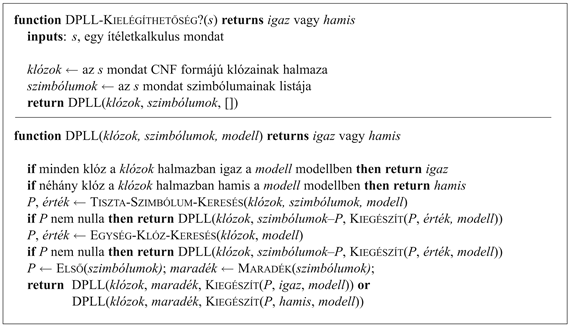 function DPLL-KIELÉGÍTHETŐSÉG?(s) returns igaz vagy hamis
inputs: s, egy ítéletkalkulus mondat
klózok ← az s mondat CNF formájú klózainak halmaza
szimbólumok ← az s mondat szimbólumainak listája
return DPLL(klózok, szimbólumok, [])
function DPLL(klózok, szimbólumok, modell) returns igaz vagy hamis
if minden klóz a klózok halmazban igaz a modell modellben then return igaz
if néhány klóz a klózok halmazban hamis a modell modellben then return hamis
P, érték ← TISZTA-SZIMBÓLUM-KERESÉS(klózok, szimbólumok, modell)
if P nem nulla then return DPLL(klózok, szimbólumok–P, KIEGÉSZÍT(P, érték, modell))
P, érték ← EGYSÉG-KLÓZ-KERESÉS(klózok, modell)
if P nem nulla then return DPLL(klózok, szimbólumok–P, KIEGÉSZÍT(P, érték, modell))
P ← ELSŐ(szimbólumok); maradék ← MARADÉK(szimbólumok);
return DPLL(klózok, maradék, KIEGÉSZÍT(P, igaz, modell)) or
DPLL(klózok, maradék, KIEGÉSZÍT(P, hamis, modell))